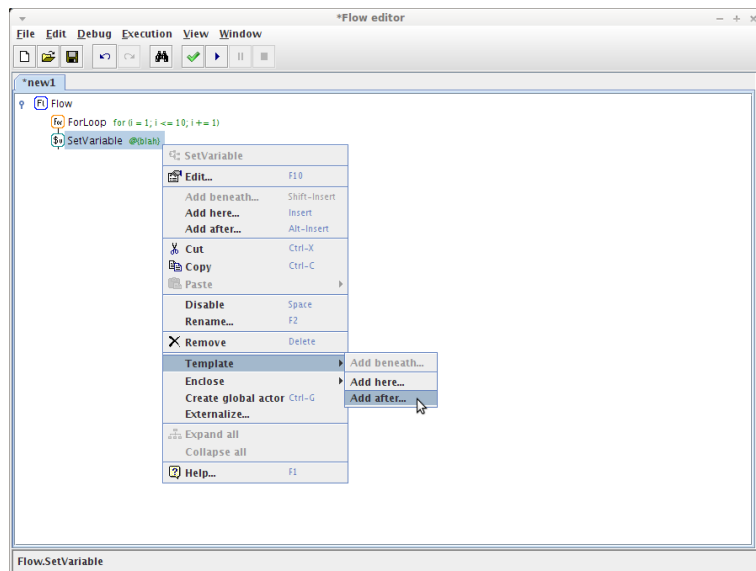 *Flow editor
File Edit Debug Execution View Window
*new1
Flow
ForLoop for (i = 1; i <= 10; i += 1)
SetVariable @{blah}
SetVariable
Edit... F10
Add beneath... Shift-Insert
Add here... Insert
Add after... Alt-Insert
Cut Ctrl-X
Copy Ctrl-C
Paste
Disable Space
Rename... F2
Remove Delete
Template
Add beneath...
Enclose
Add here...
Create global actor Ctrl-G
Add after...
Externalize...
Expand all
Collapse all
Help... F1
Flow.SetVariable